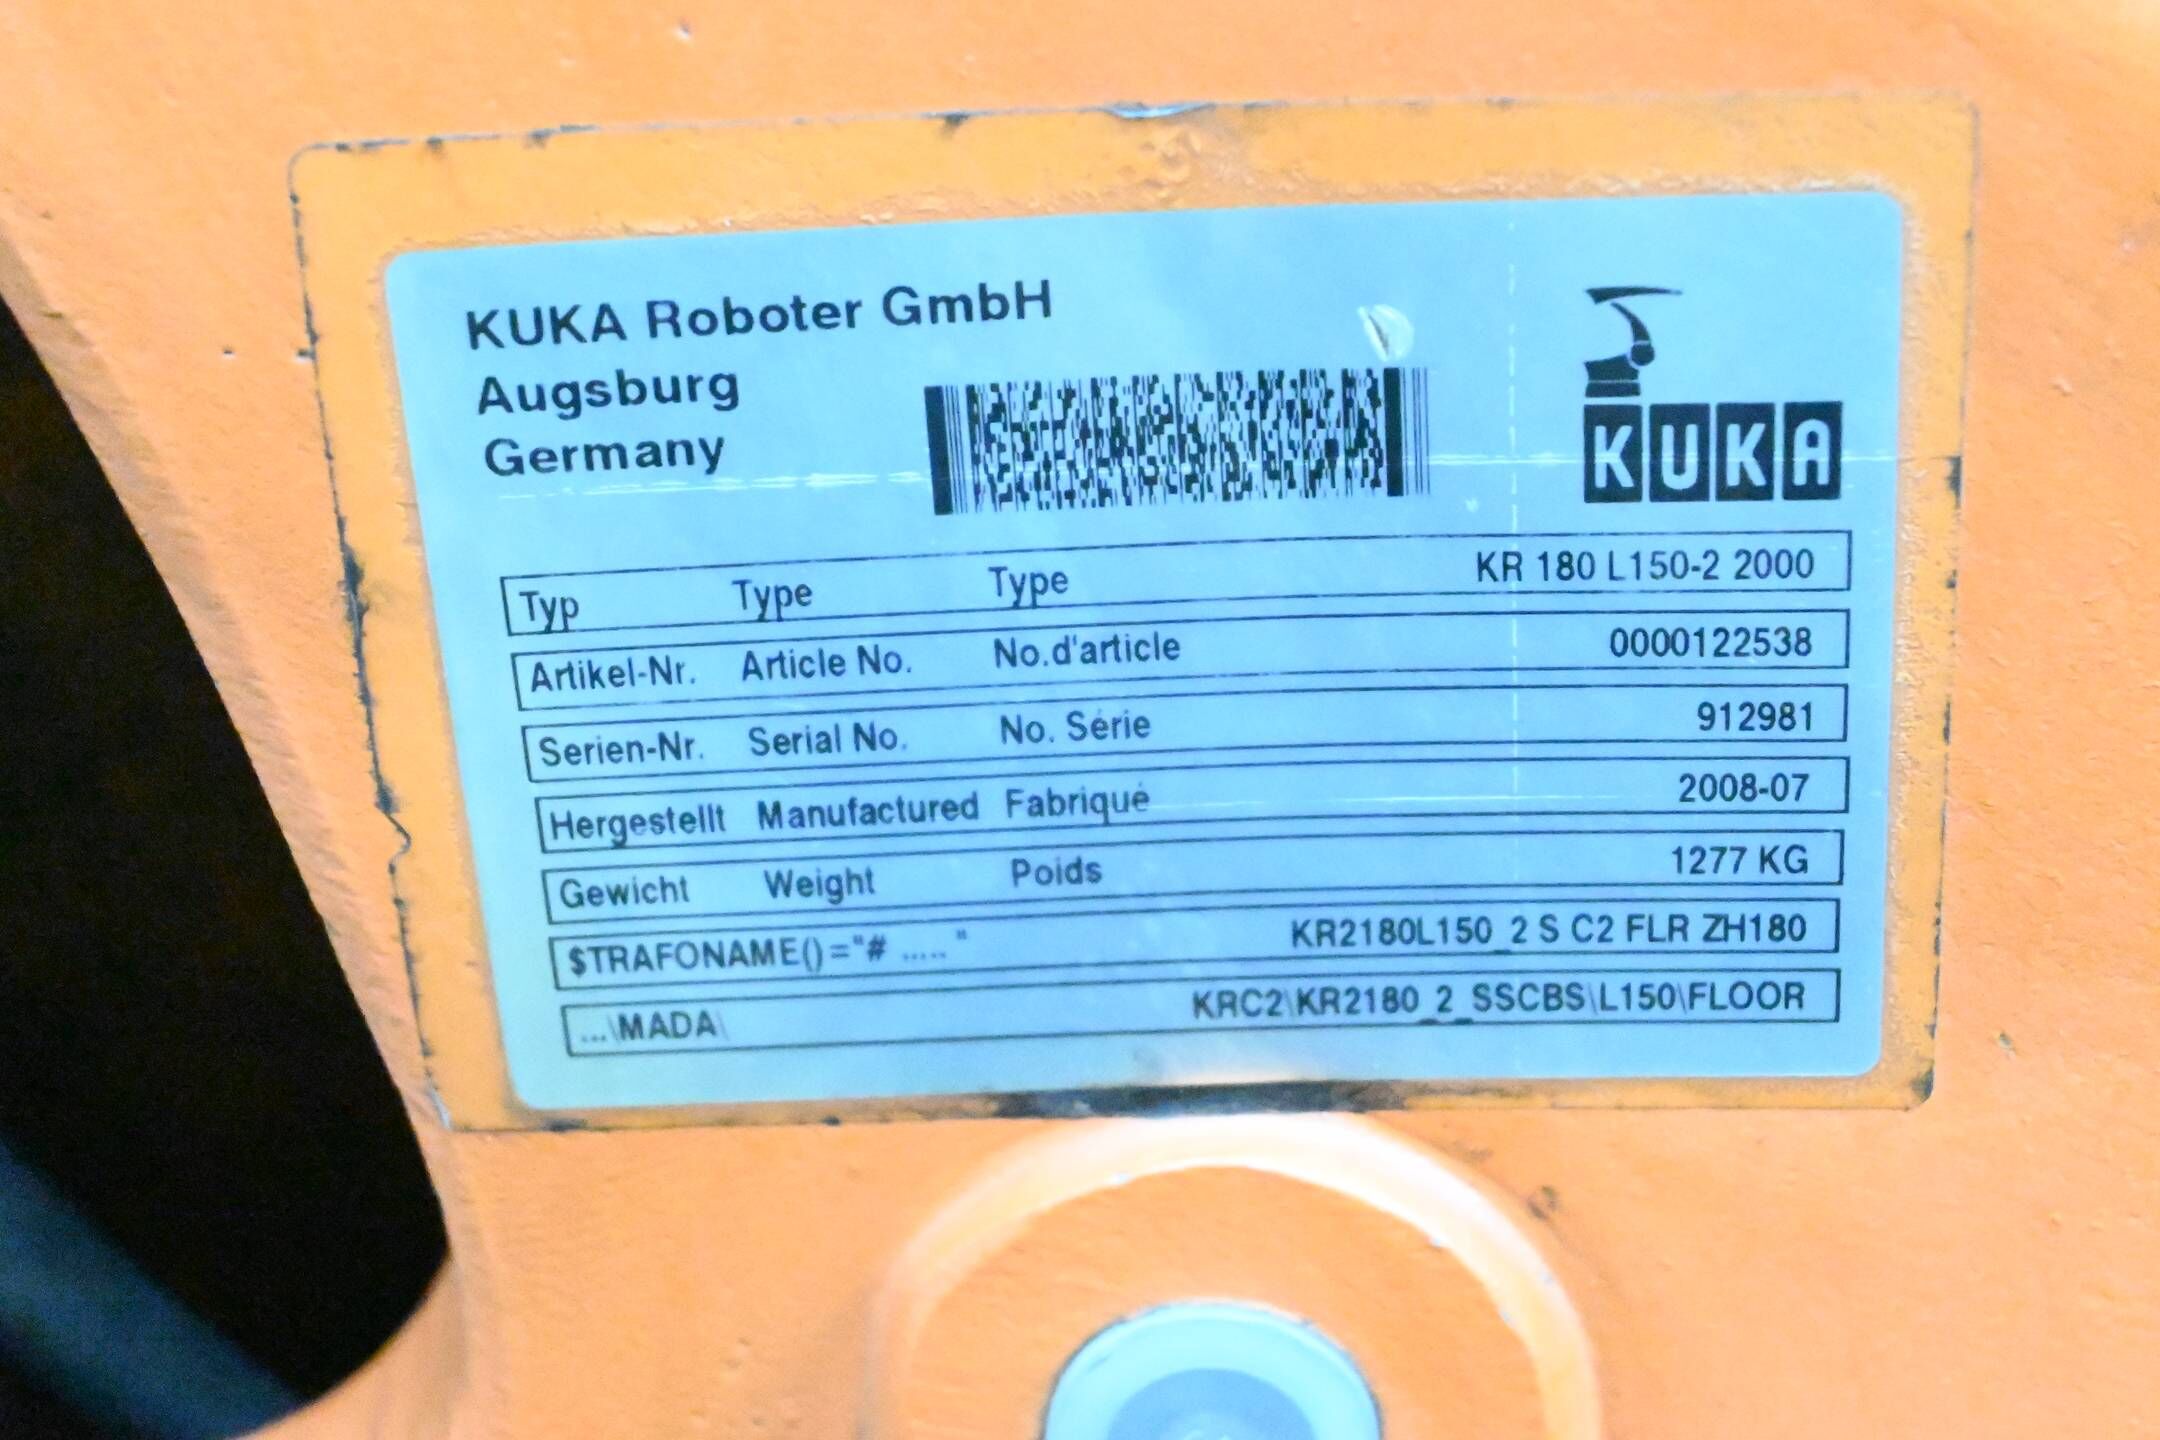 KUKA Roboter GmbH
Augsburg
Germany
KUKA
Typ Type Type KR 180 L150-2 2000
Artikel-Nr. Article No. No.d'article 0000122538
Serien-Nr. Serial No. No. Série 912981
Hergestellt Manufactured Fabriqué 2008-07
Gewicht Weight Poids 1277 KG
$TRAFONAME()="# ....." KR2180L150_2 S C2 FLR ZH180
...\MADA\ KRC2\KR2180_2_SSCBS\L150\FLOOR